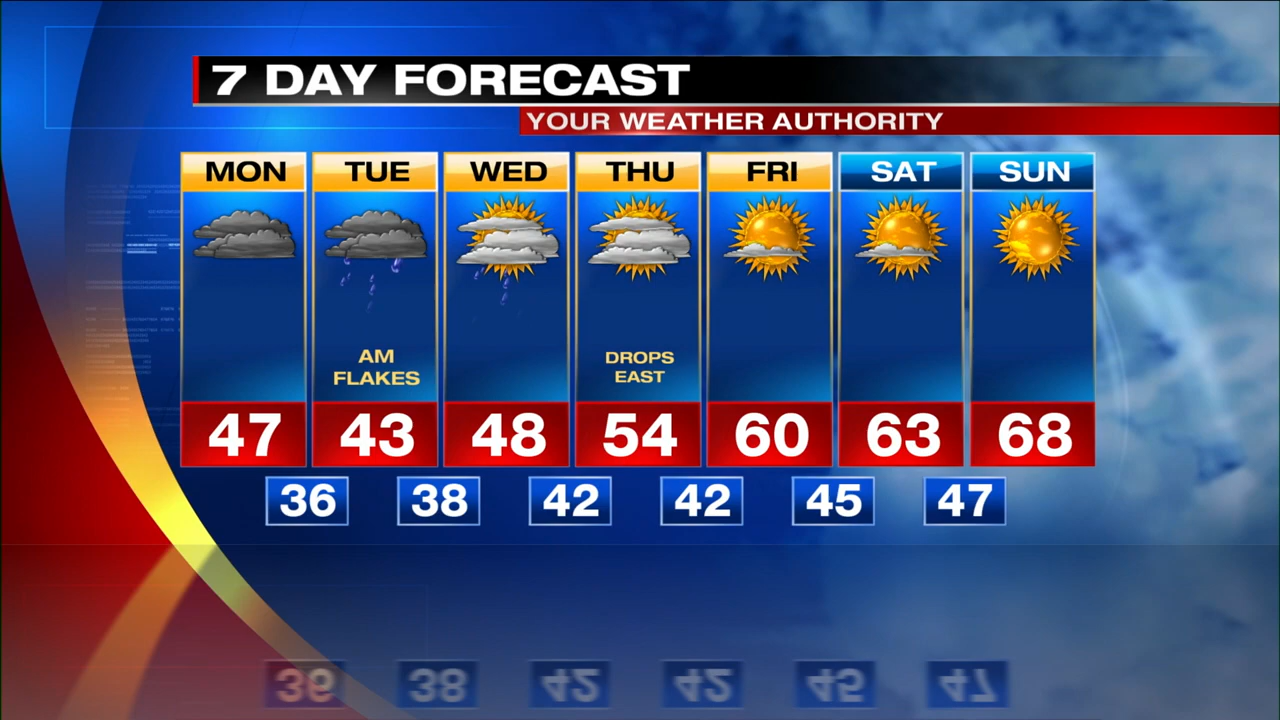 7 DAY FORECAST
YOUR WEATHER AUTHORITY
MON TUE WED THU FRI SAT SUN
AM
FLAKES
DROPS
EAST
47 43 48 54 60 63 68
36 38 42 42 45 47